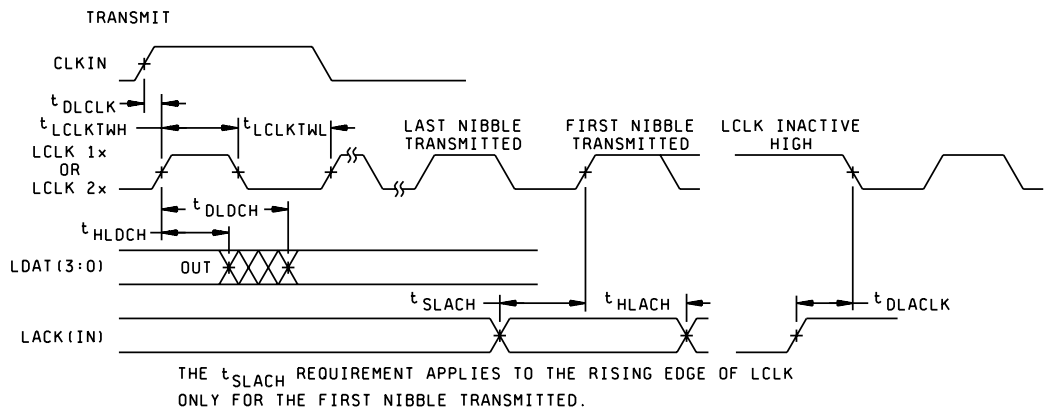 TRANSMIT
CLKIN
tDLCLK
tLCLKTWH
tLCLKTWL
LAST NIBBLE
TRANSMITTED
FIRST NIBBLE
TRANSMITTED
LCLK INACTIVE
HIGH
LCLK 1x
OR
LCLK 2x
tDLDCH
tHLDCH
LDAT(3:0)
OUT
tSLACH
tHLACH
tDLACLK
LACK(IN)
THE tSLACH REQUIREMENT APPLIES TO THE RISING EDGE OF LCLK
ONLY FOR THE FIRST NIBBLE TRANSMITTED.